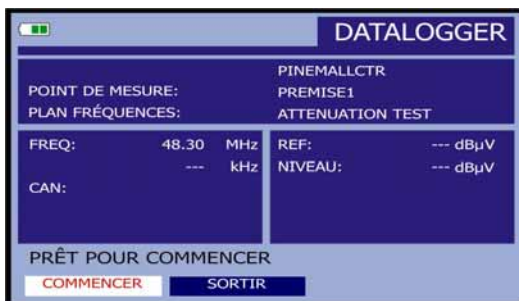 DATALOGGER
PINEMALLCTR
POINT DE MESURE: PREMISE1
PLAN FRÉQUENCES: ATTENUATION TEST
FREQ: 48.30 MHz REF: --- dBµV
--- kHz NIVEAU: --- dBµV
CAN:
PRÊT POUR COMMENCER
COMMENCER SORTIR